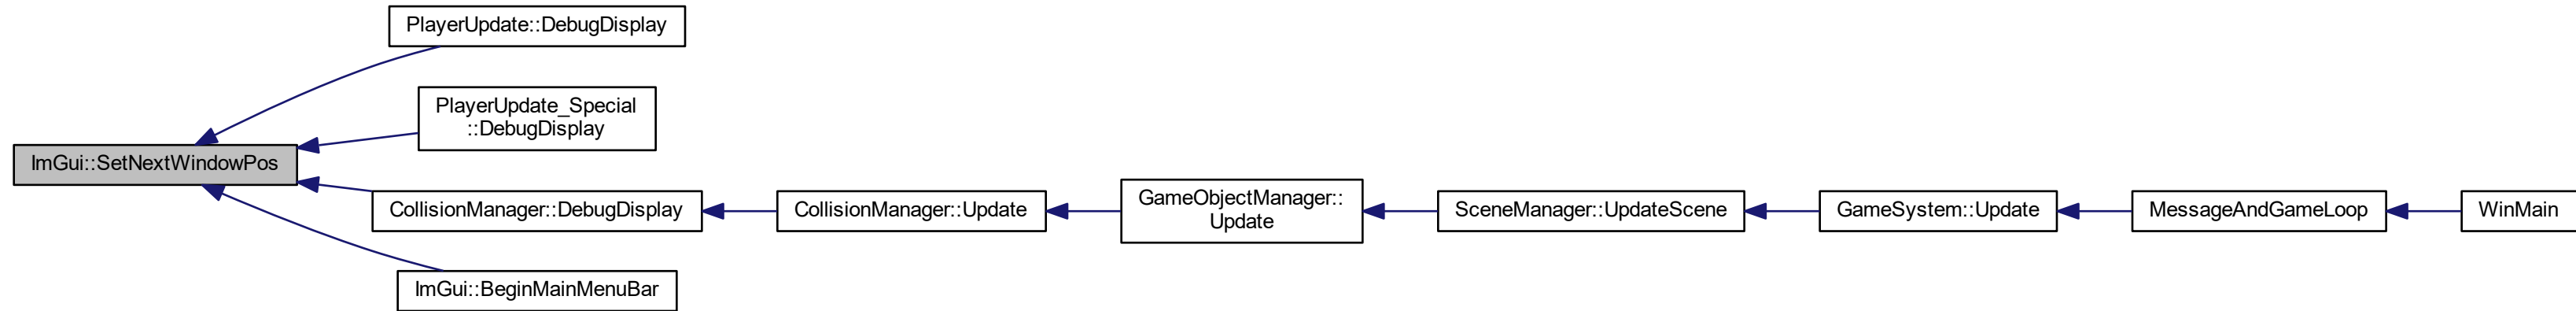 PlayerUpdate::DebugDisplay
PlayerUpdate_Special
::DebugDisplay
ImGui::SetNextWindowPos
CollisionManager::DebugDisplay
CollisionManager::Update
GameObjectManager::
Update
SceneManager::UpdateScene
GameSystem::Update
MessageAndGameLoop
WinMain
ImGui::BeginMainMenuBar